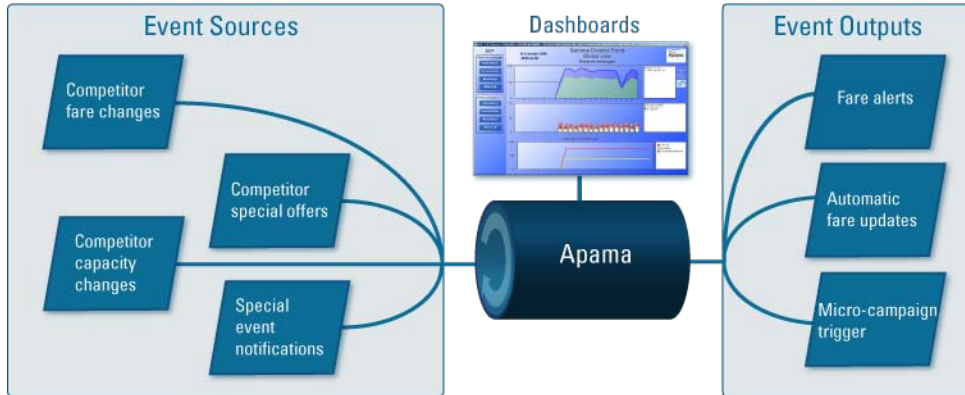 Event Sources
Competitor
fare changes
Competitor
special offers
Competitor
capacity
changes
Special
event
notifications
Dashboards
Apama
Event Outputs
Fare alerts
Automatic
fare updates
Micro-campaign
trigger